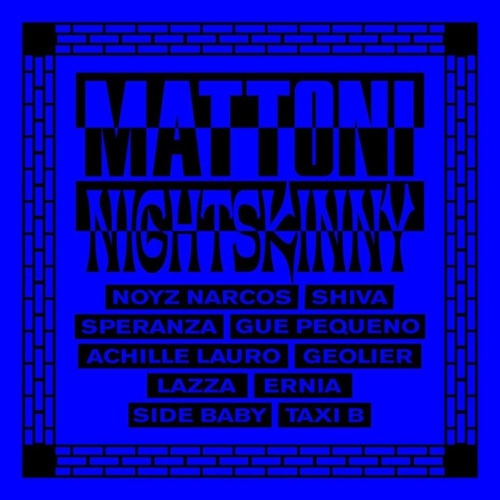 MATTONI
NIGHTSKINNY
NOYZ NARCOS SHIVA
SPERANZA GUE PEQUENO
ACHILLE LAURO GEOLIER
LAZZA ERNIA
SIDE BABY TAXI B